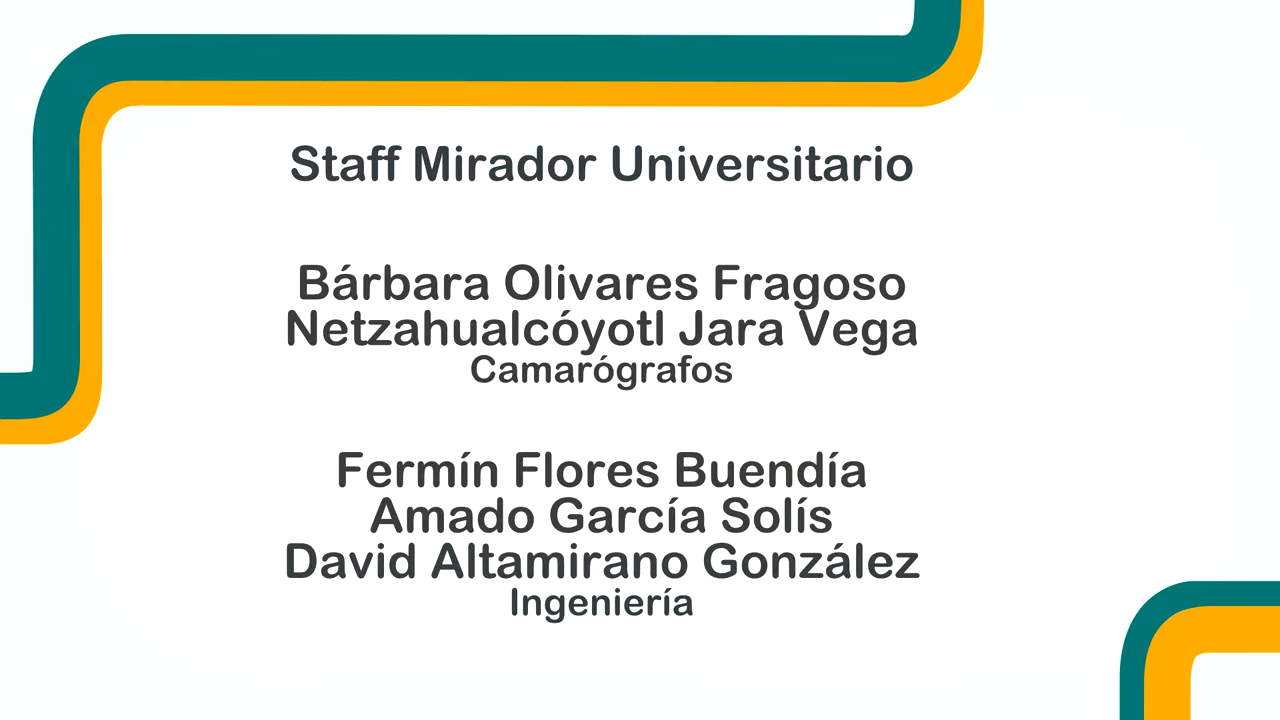 Staff Mirador Universitario
Bárbara Olivares Fragoso
Netzahualcóyotl Jara Vega
Camarógrafos
Fermín Flores Buendía
Amado García Solís
David Altamirano González
Ingeniería